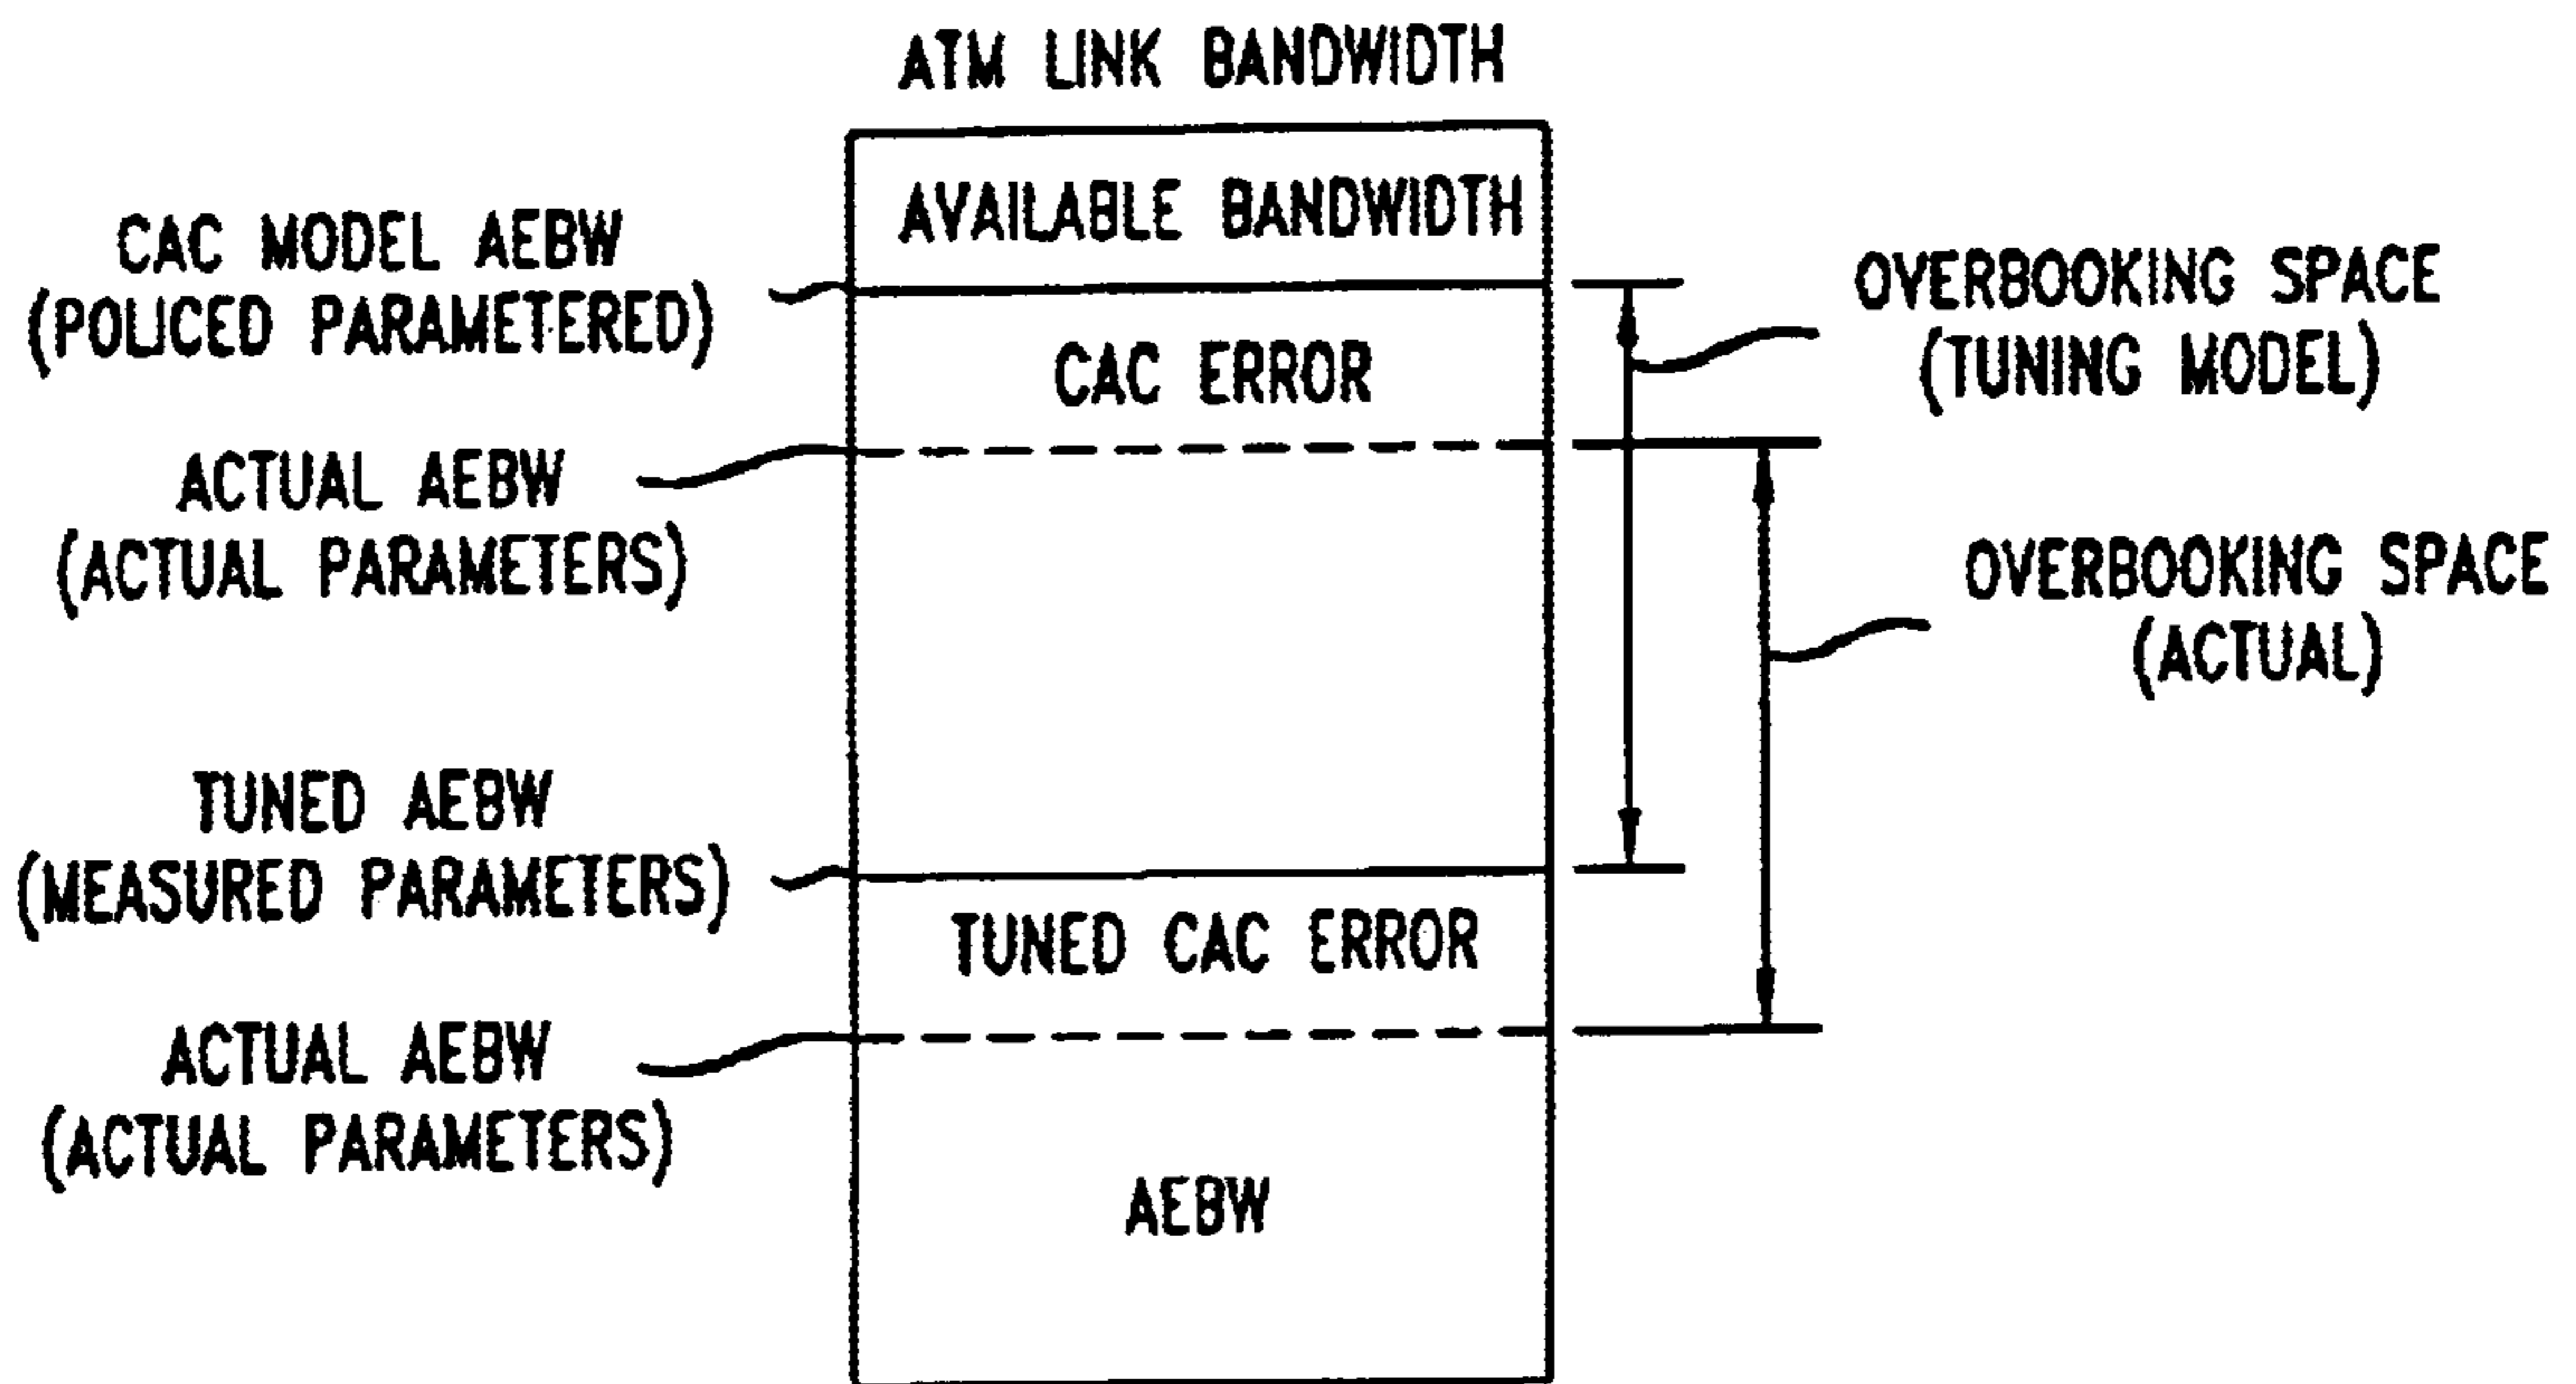 ATM LINK BANDWIDTH
AVAILABLE BANDWIDTH
CAC MODEL AEBW
(POLICED PARAMETERED)
OVERBOOKING SPACE
(TUNING MODEL)
CAC ERROR
ACTUAL AEBW
(ACTUAL PARAMETERS)
OVERBOOKING SPACE
(ACTUAL)
TUNED AEBW
(MEASURED PARAMETERS)
TUNED CAC ERROR
ACTUAL AEBW
(ACTUAL PARAMETERS)
AEBW